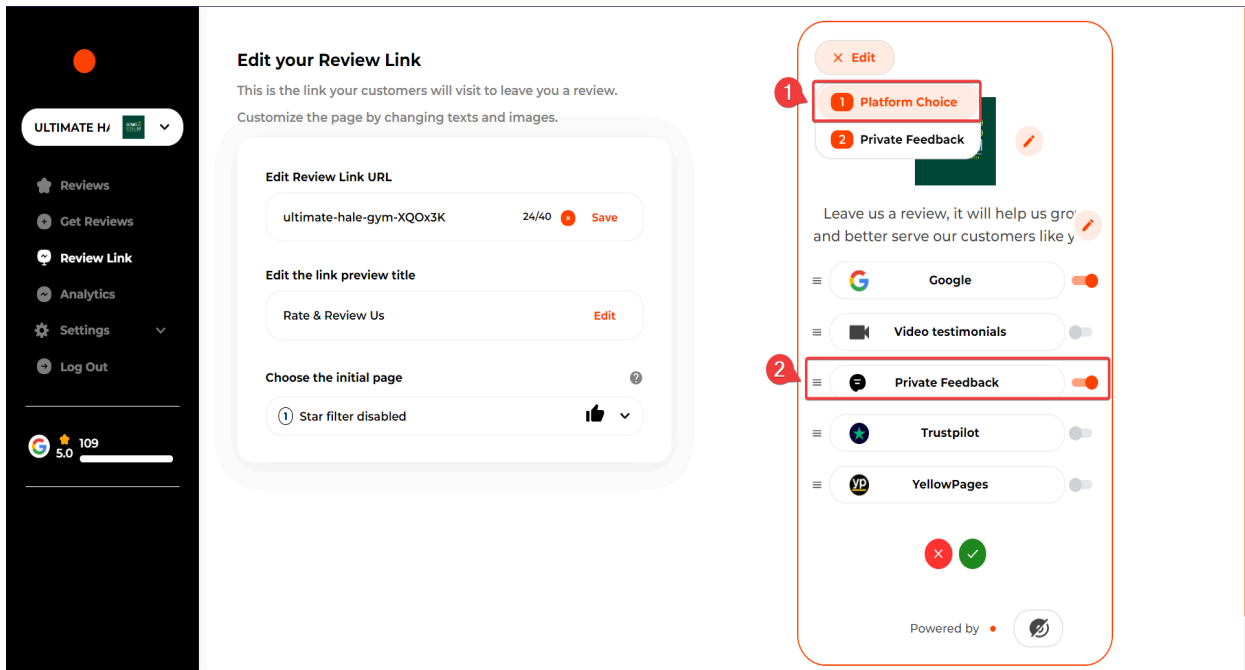 ULTIMATE H
Reviews
Get Reviews
Review Link
Analytics
Settings
Log Out
109
5.0
Edit your Review Link
This is the link your customers will visit to leave you a review.
Customize the page by changing texts and images.
Edit Review Link URL
ultimate-hale-gym-XQOx3K 24/40 Save
Edit the link preview title
Rate & Review Us Edit
Choose the initial page
1 Star filter disabled
Edit
1
1 Platform Choice
2 Private Feedback
Leave us a review, it will help us gro
and better serve our customers like y
Google
Video testimonials
2
Private Feedback
Trustpilot
yp YellowPages
Powered by